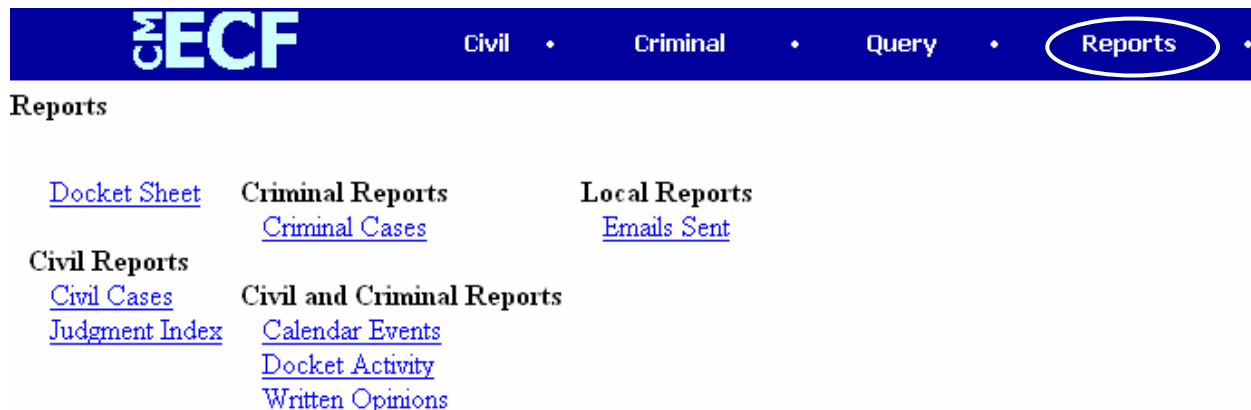 CM ECF Civil • Criminal • Query • Reports •
Reports
Docket Sheet Criminal Reports Local Reports
Criminal Cases Emails Sent
Civil Reports
Civil Cases Civil and Criminal Reports
Judgment Index Calendar Events
Docket Activity
Written Opinions